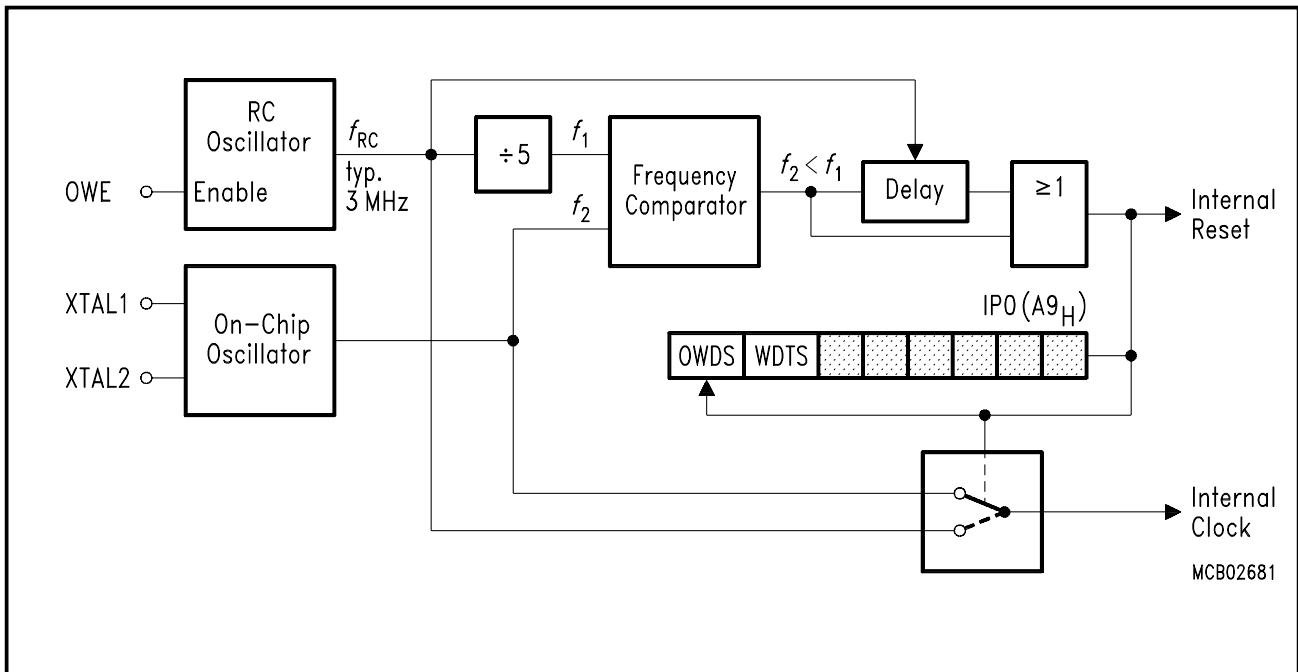 RC
Oscillator
Enable
OWE
f_RC
typ.
3 MHz
÷5
f_1
f_2
Frequency
Comparator
f_2 < f_1
Delay
≥1
Internal
Reset
XTAL1
XTAL2
On-Chip
Oscillator
IP0 (A9_H)
OWDS
WDTS
Internal
Clock
MCB02681